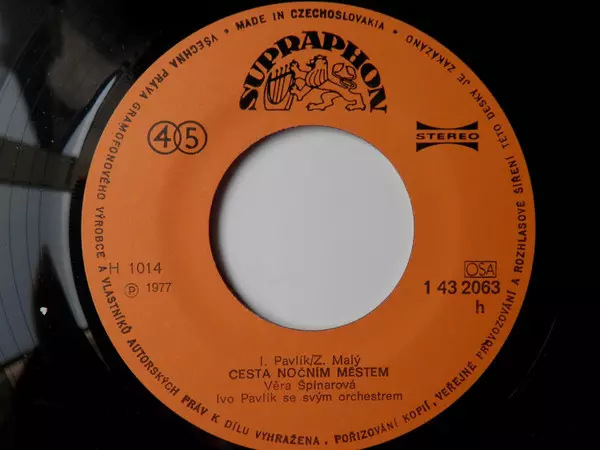 VŠECHNA PRÁVA GRAMOFONOVÉHO VÝROBCE A VLASTNÍKŮ AUTORSKÝCH PRÁV K DÍLU VYHRAŽENA. POŘIZOVÁNÍ KOPIÍ, VEŘEJNÉ PROVOZOVÁNÍ A ROZHLASOVÉ ŠÍŘENÍ TÉTO DESKY JE ZAKÁZÁNO
MADE IN CZECHOSLOVAKIA
SUPRAPHON
45
STEREO
H 1014
Ⓟ 1977
OSA
1 43 2063
h
I. Pavlík/Z. Malý
CESTA NOČNÍM MĚSTEM
Věra Špinarová
Ivo Pavlík se svým orchestrem